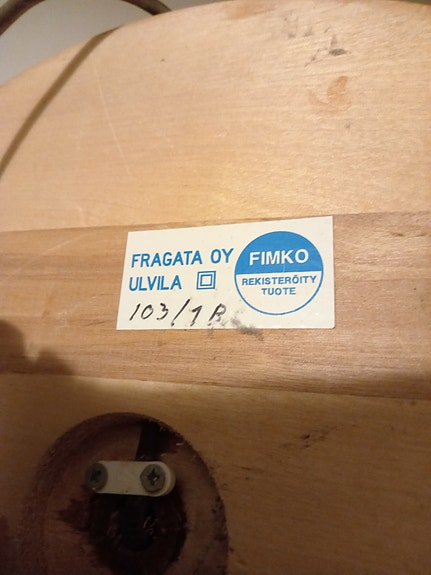 FRAGATA OY
ULVILA
103/1 B
FIMKO
REKISTERÖITY
TUOTE